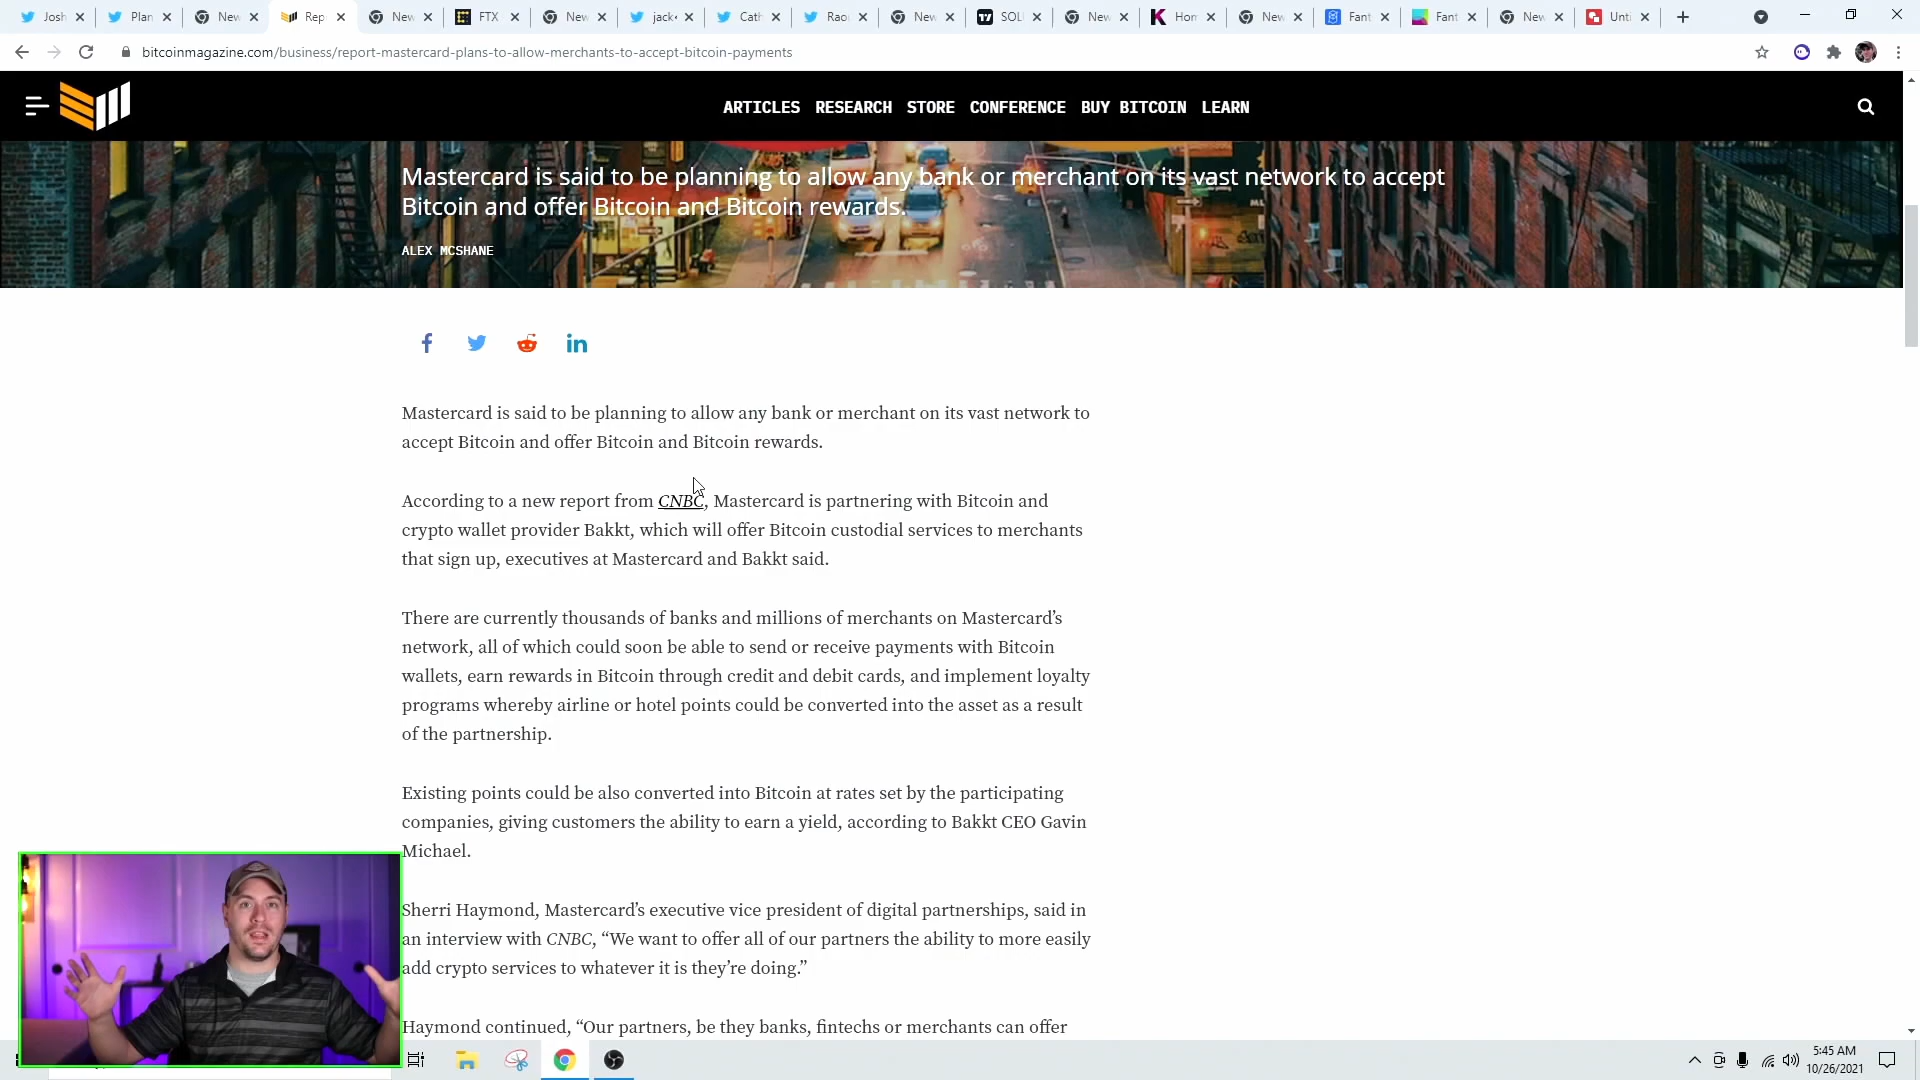 Josh
Plan
New
Rep
New
FTX
New
jack
Cath
Rao
New
SOL
New
Hom
New
Fant
Fant
New
Unti
bitcoinmagazine.com/business/report-mastercard-plans-to-allow-merchants-to-accept-bitcoin-payments
ARTICLES RESEARCH STORE CONFERENCE BUY BITCOIN LEARN
Mastercard is said to be planning to allow any bank or merchant on its vast network to accept
Bitcoin and offer Bitcoin and Bitcoin rewards.
ALEX MCSHANE
Mastercard is said to be planning to allow any bank or merchant on its vast network to
accept Bitcoin and offer Bitcoin and Bitcoin rewards.
According to a new report from CNBC, Mastercard is partnering with Bitcoin and
crypto wallet provider Bakkt, which will offer Bitcoin custodial services to merchants
that sign up, executives at Mastercard and Bakkt said.
There are currently thousands of banks and millions of merchants on Mastercard’s
network, all of which could soon be able to send or receive payments with Bitcoin
wallets, earn rewards in Bitcoin through credit and debit cards, and implement loyalty
programs whereby airline or hotel points could be converted into the asset as a result
of the partnership.
Existing points could be also converted into Bitcoin at rates set by the participating
companies, giving customers the ability to earn a yield, according to Bakkt CEO Gavin
Michael.
Sherri Haymond, Mastercard’s executive vice president of digital partnerships, said in
an interview with CNBC, “We want to offer all of our partners the ability to more easily
add crypto services to whatever it is they’re doing.”
Haymond continued, “Our partners, be they banks, fintechs or merchants can offer
5:45 AM
10/26/2021